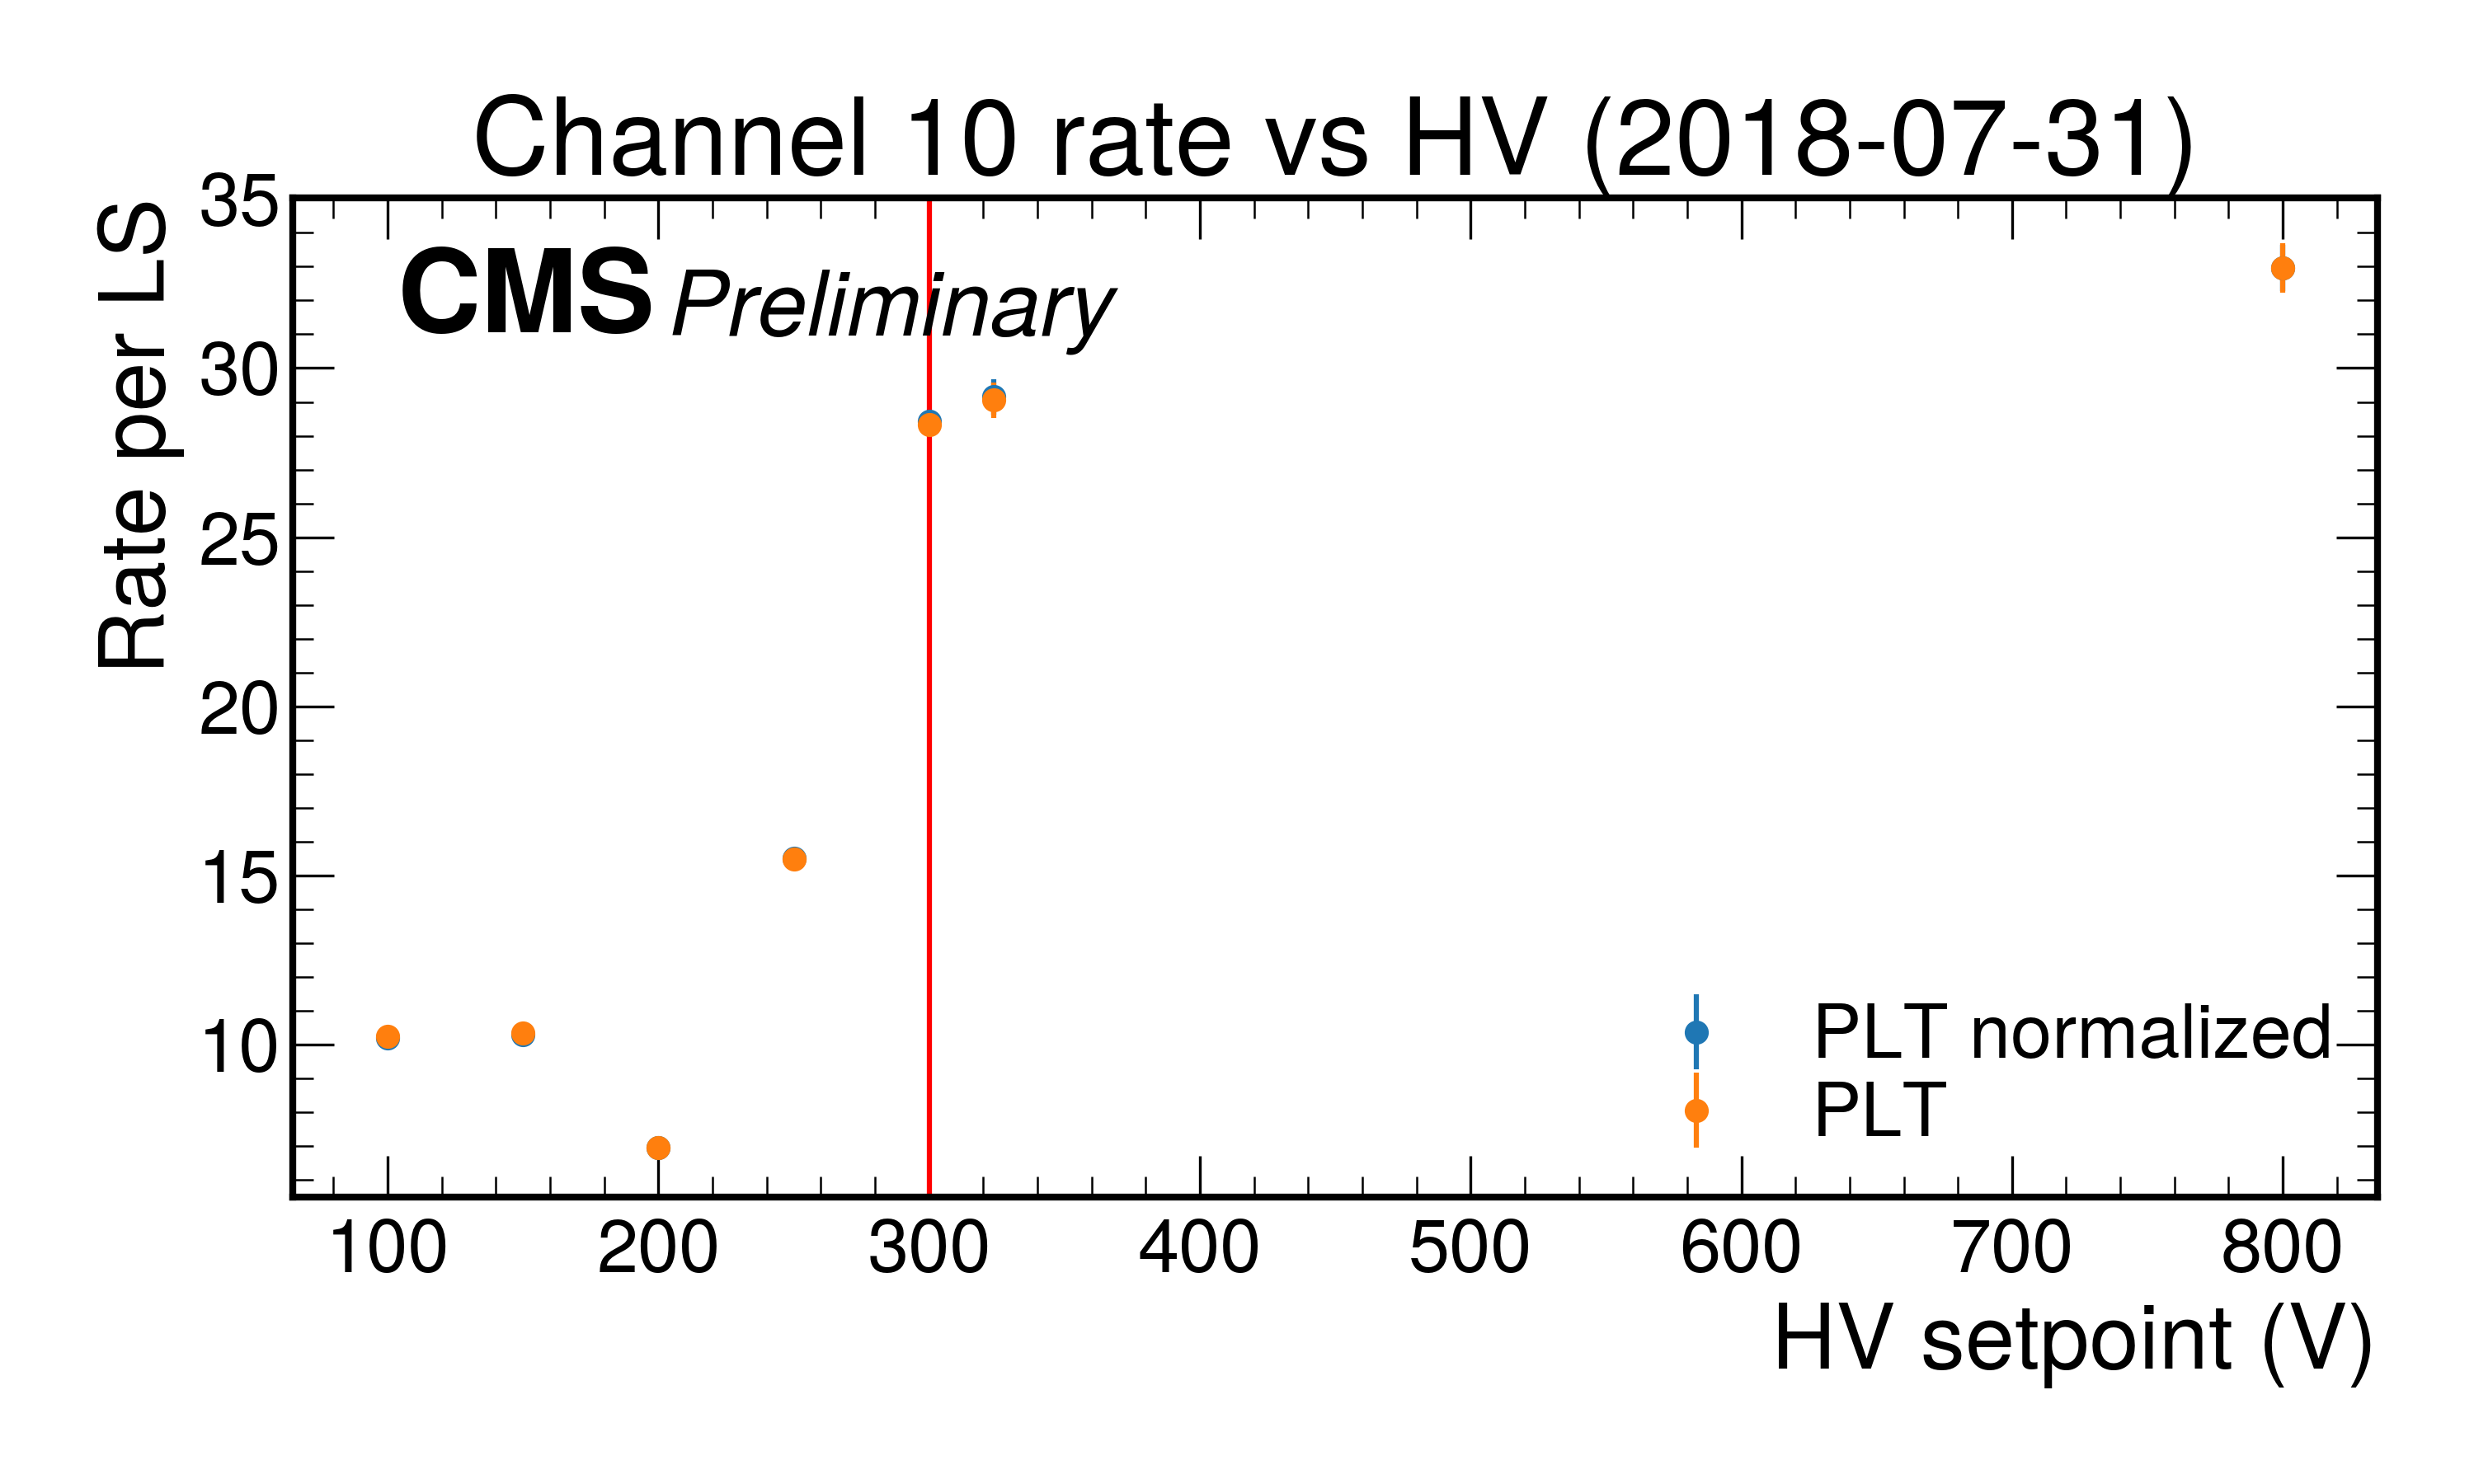 Channel 10 rate vs HV (2018-07-31)
CMS Preliminary
Rate per LS
35
30
25
20
15
10
PLT normalized
PLT
100 200 300 400 500 600 700 800
HV setpoint (V)